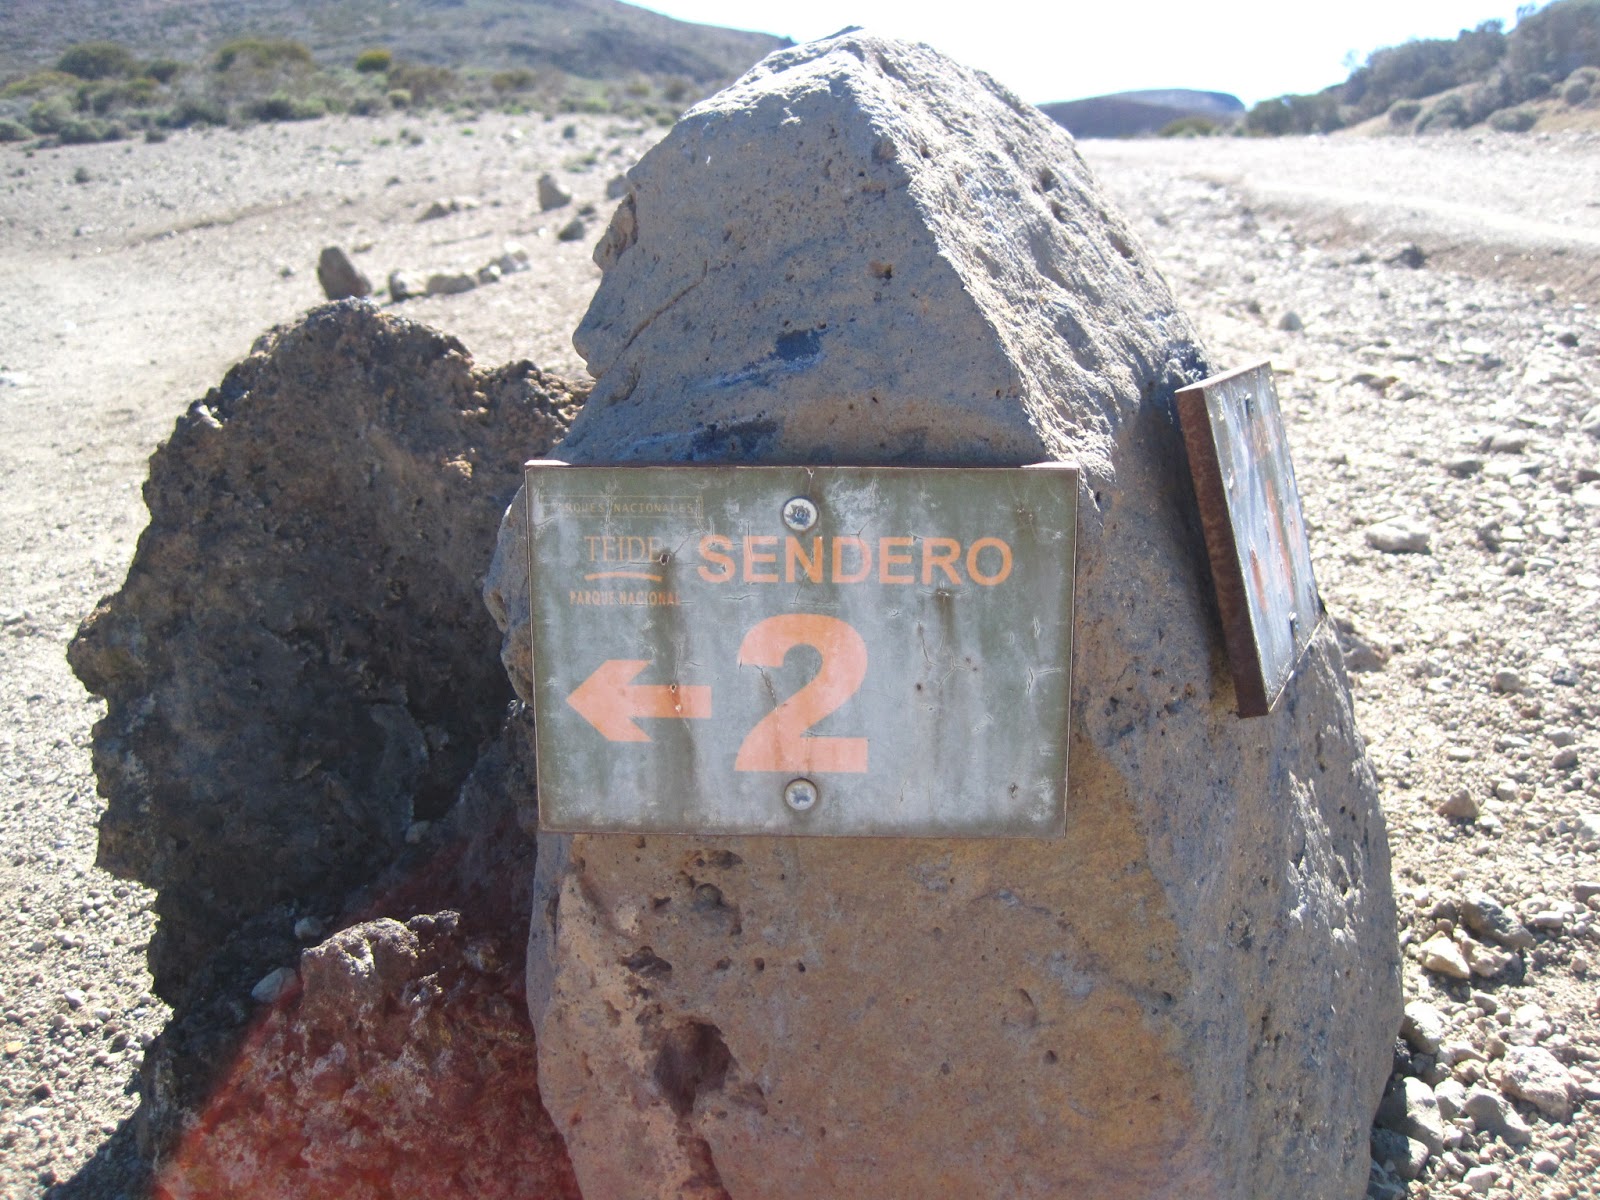 PARQUES NACIONALES
TEIDE
PARQUE NACIONAL
SENDERO
← 2